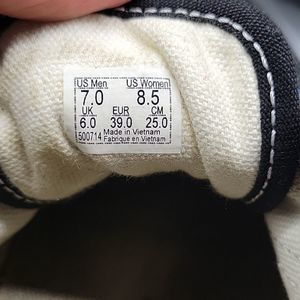 US Men US Women
7.0 8.5
UK EUR CM
6.0 39.0 25.0
500714 Made in Vietnam
Fabriqué en Vietnam